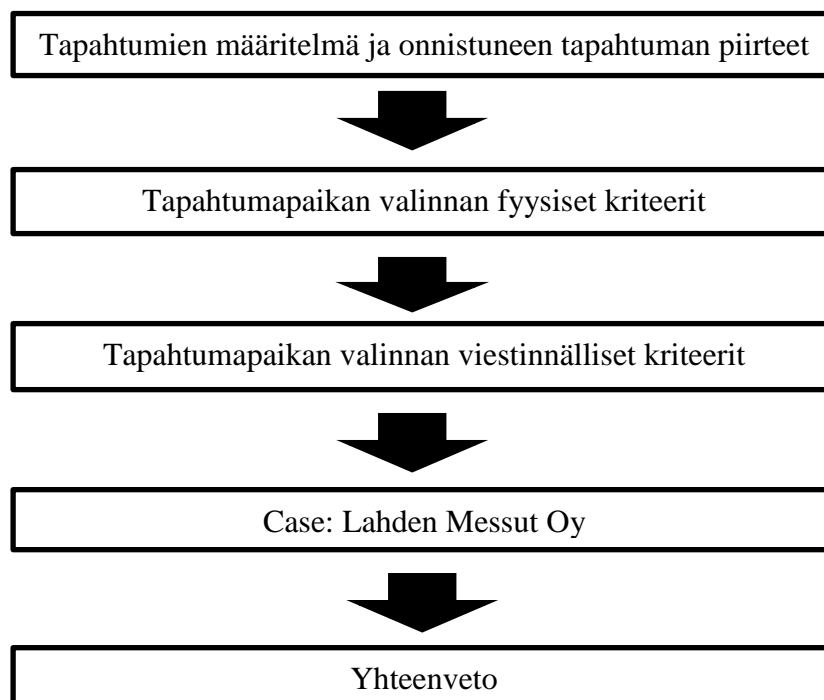 Tapahtumien määritelmä ja onnistuneen tapahtuman piirteet
Tapahtumapaikan valinnan fyysiset kriteerit
Tapahtumapaikan valinnan viestinnälliset kriteerit
Case: Lahden Messut Oy
Yhteenveto